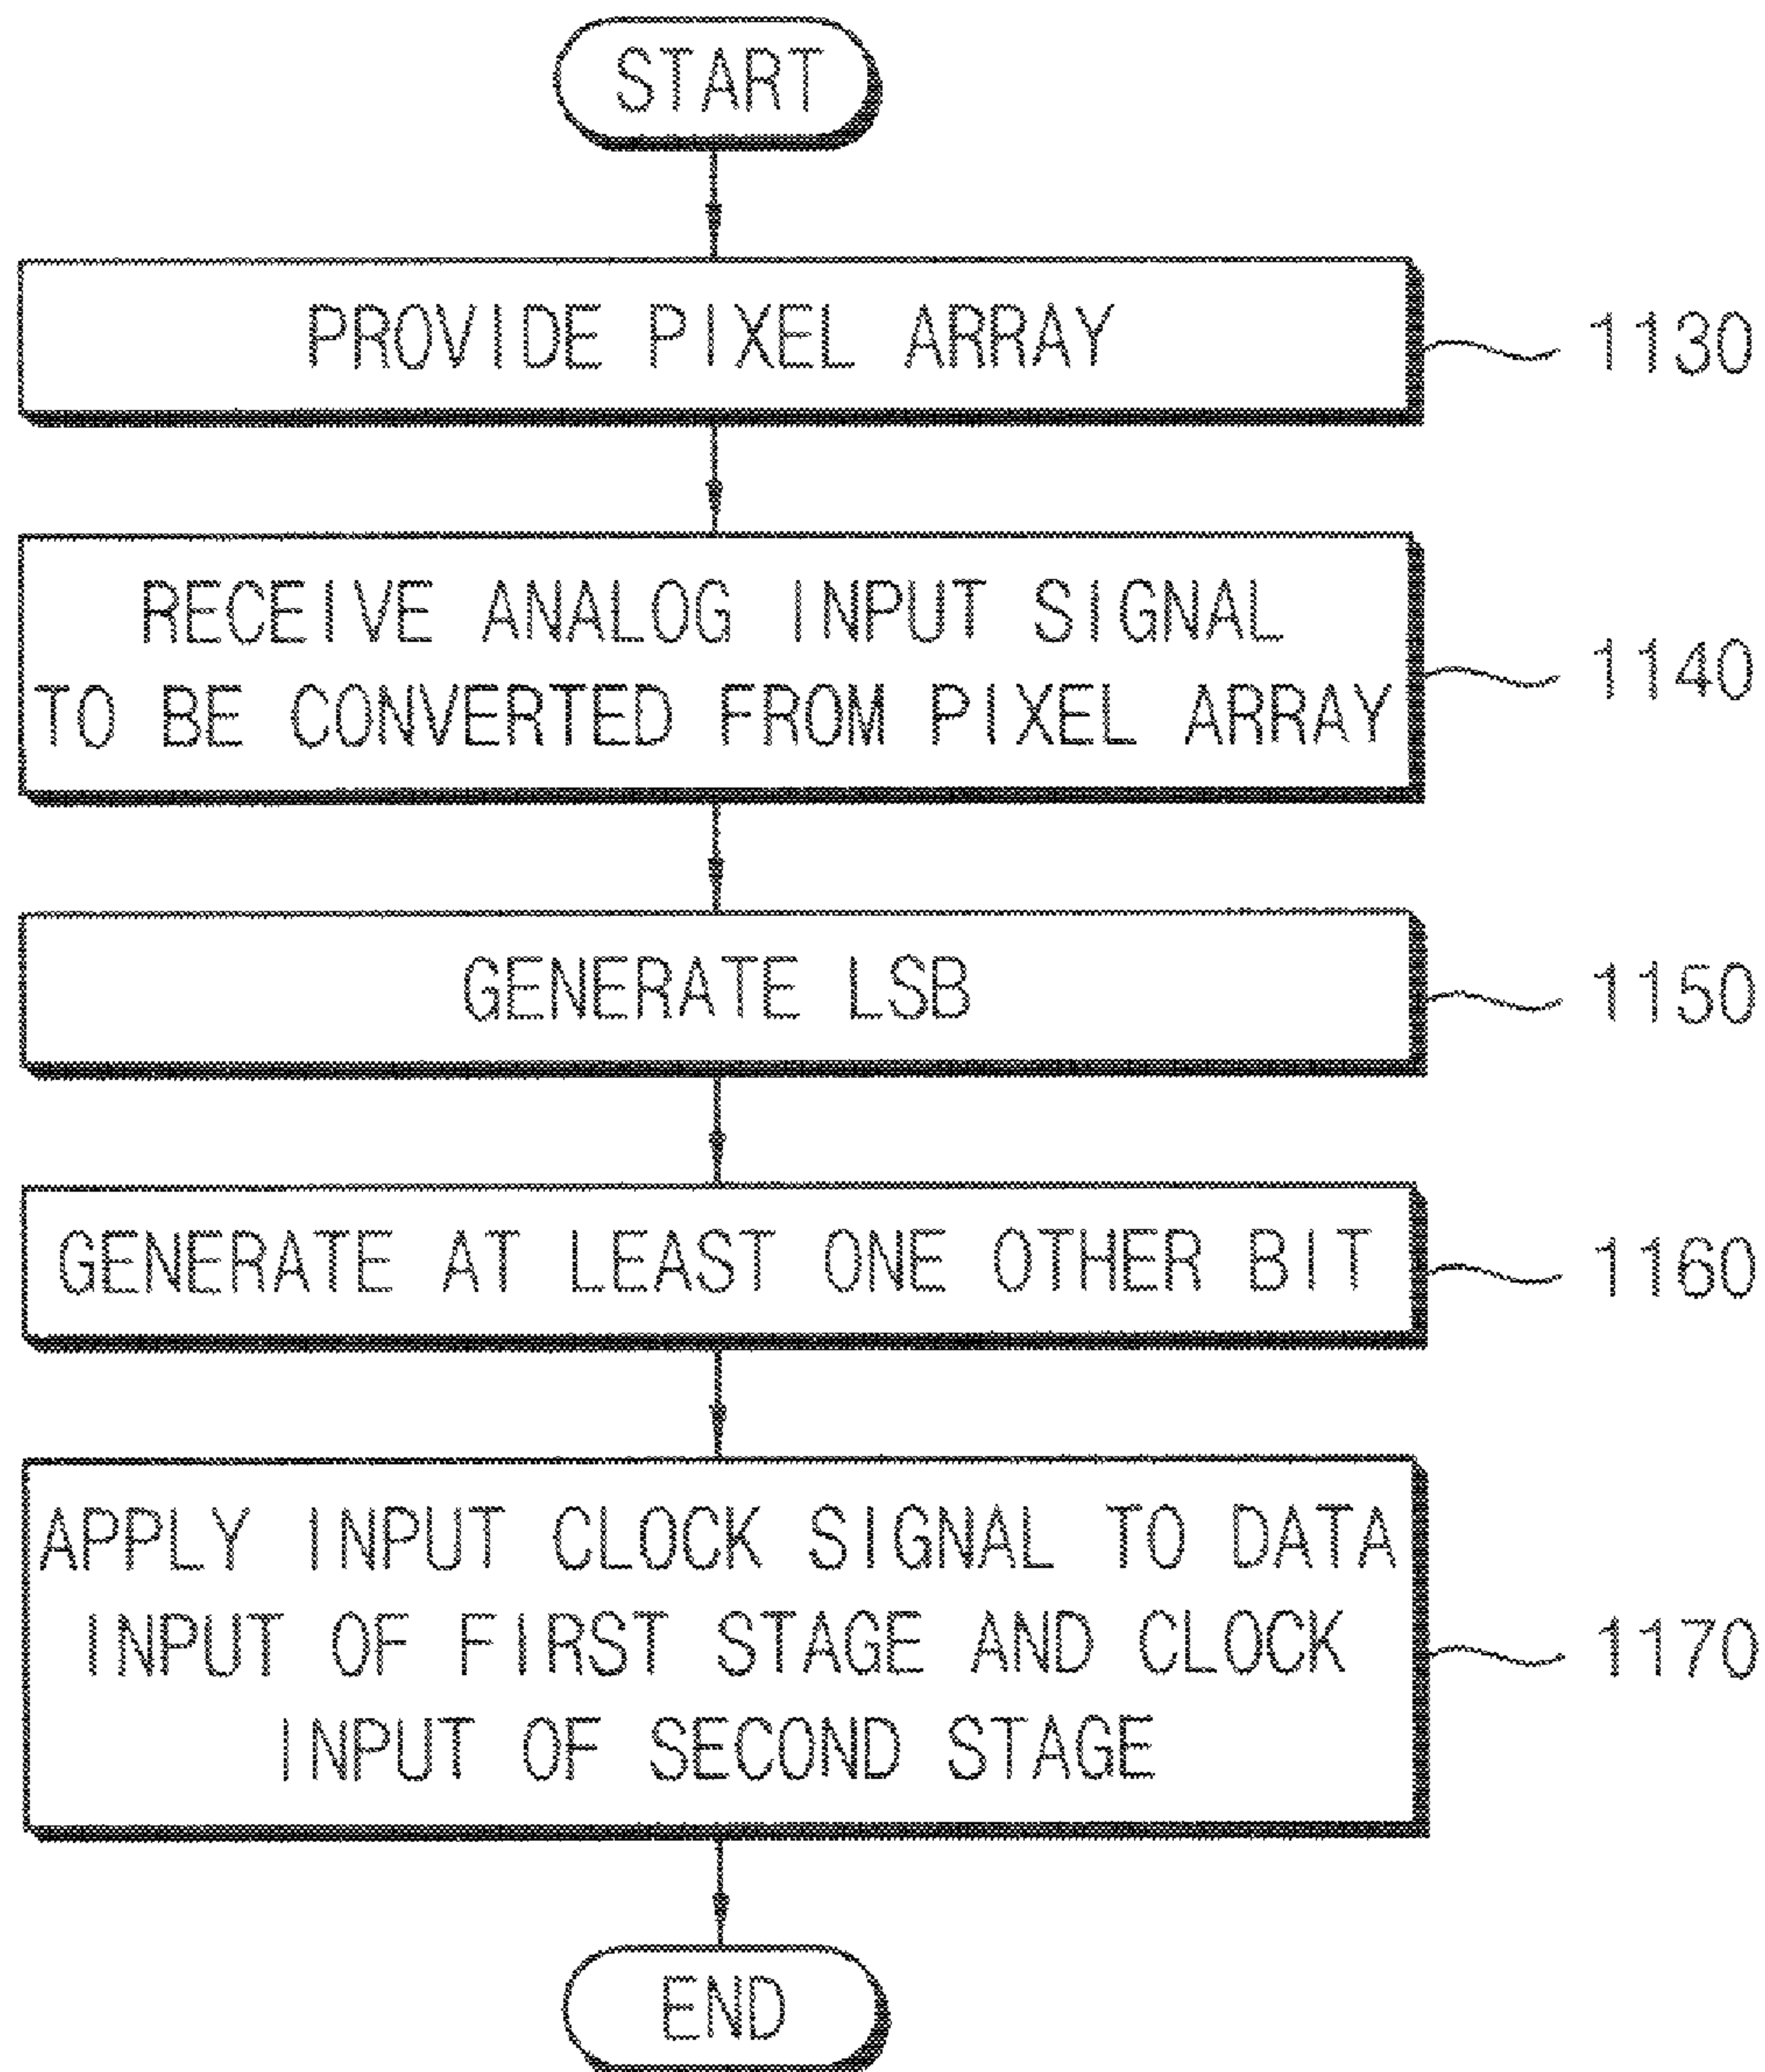 START
PROVIDE PIXEL ARRAY
1130
RECEIVE ANALOG INPUT SIGNAL
TO BE CONVERTED FROM PIXEL ARRAY
1140
GENERATE LSB
1150
GENERATE AT LEAST ONE OTHER BIT
1160
APPLY INPUT CLOCK SIGNAL TO DATA
INPUT OF FIRST STAGE AND CLOCK
INPUT OF SECOND STAGE
1170
END